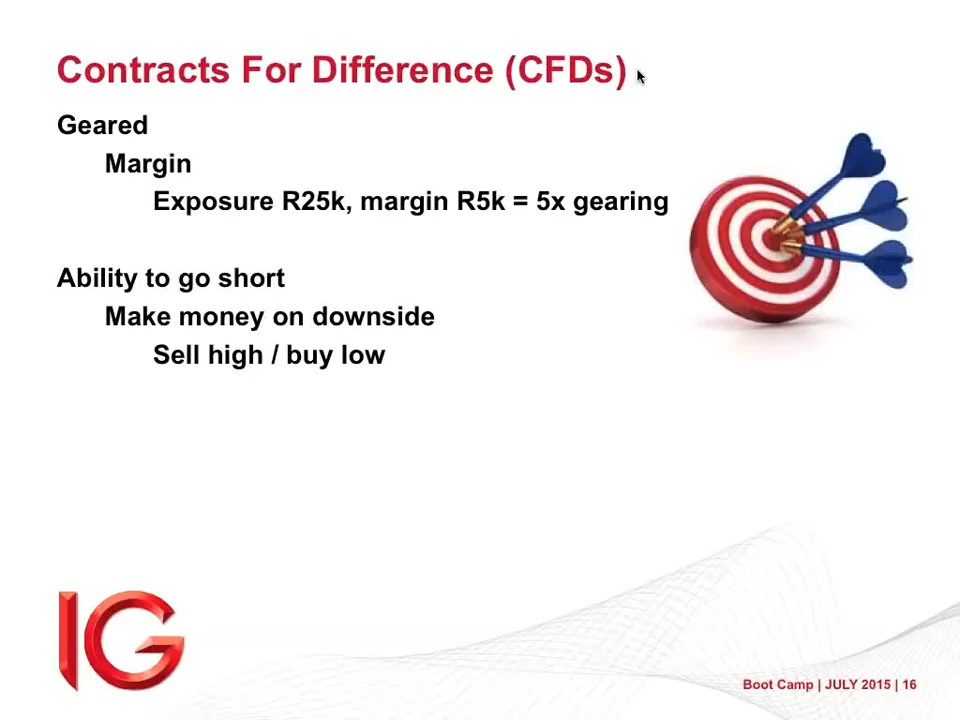 Contracts For Difference (CFDs)
Geared
Margin
Exposure R25k, margin R5k = 5x gearing
Ability to go short
Make money on downside
Sell high / buy low
IG
Boot Camp | JULY 2015 | 16